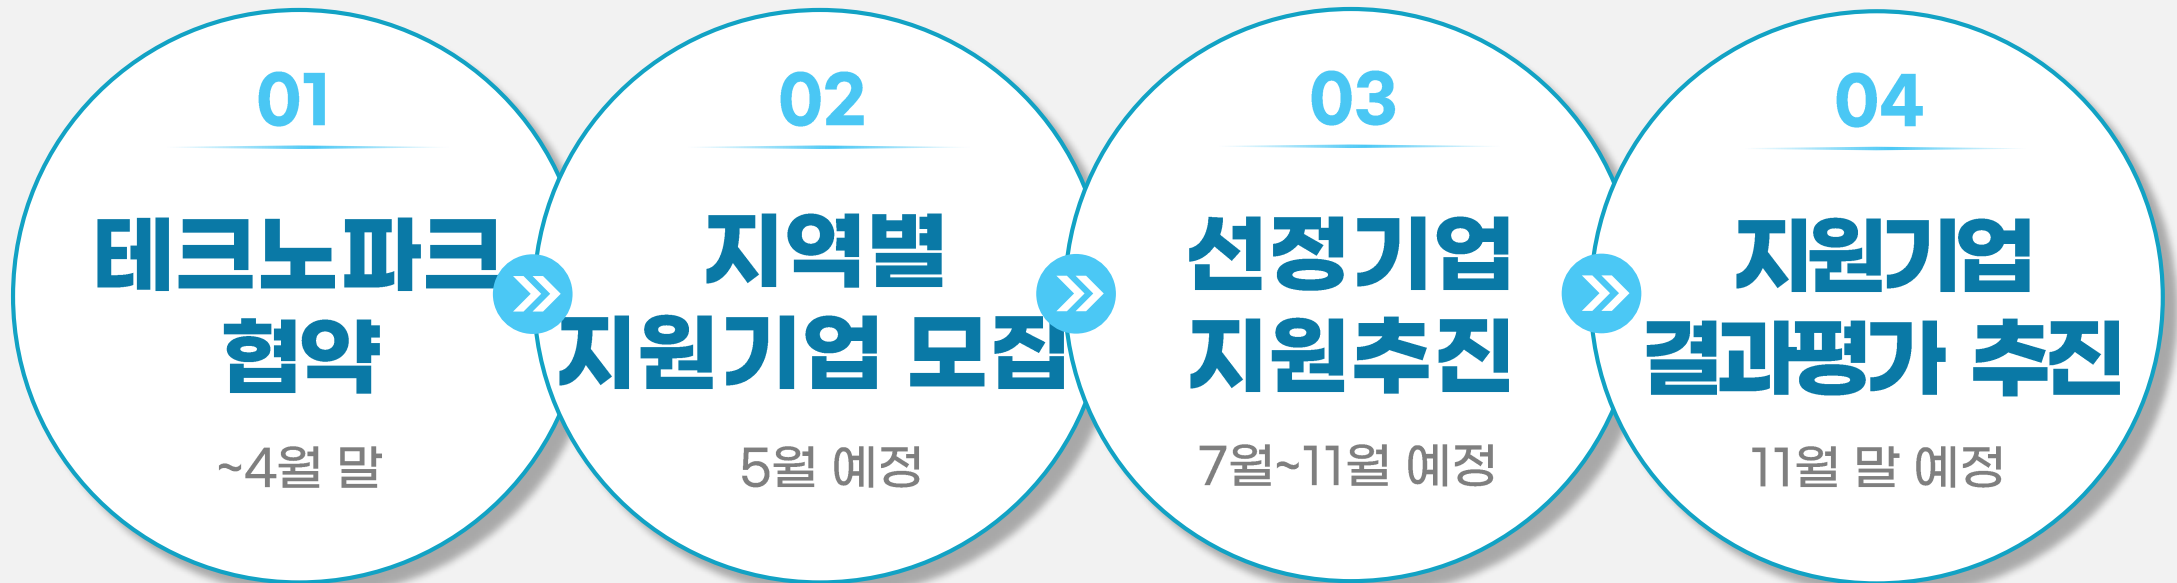 01
테크노파크
협약
~4월 말
02
지역별
지원기업 모집
5월 예정
03
선정기업
지원추진
7월~11월 예정
04
지원기업
결과평가 추진
11월 말 예정